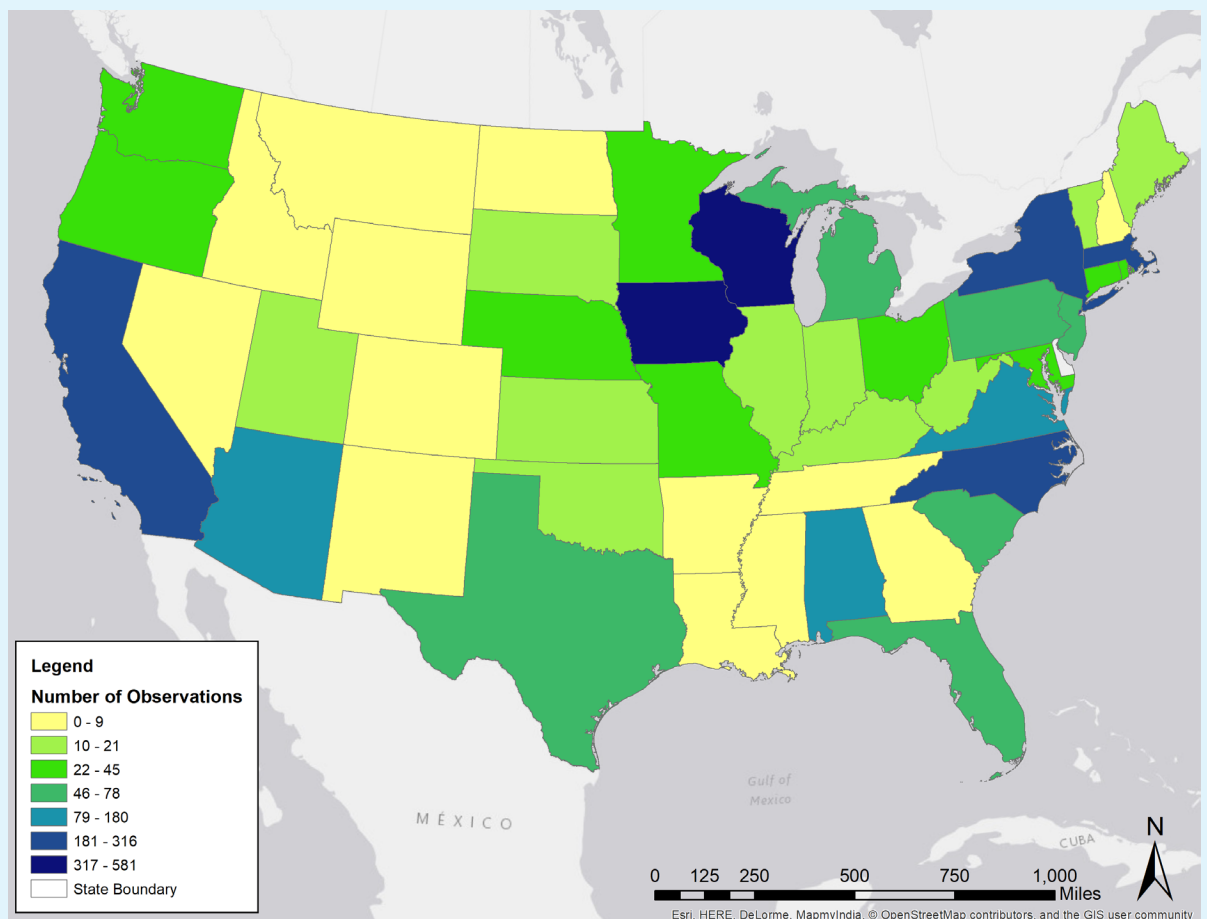 Gulf of
Mexico
MÉXICO
CUBA
Legend
Number of Observations
0 - 9
10 - 21
22 - 45
46 - 78
79 - 180
181 - 316
317 - 581
State Boundary
N
0 125 250 500 750 1,000
Miles
Esri, HERE, DeLorme, MapmyIndia, © OpenStreetMap contributors, and the GIS user community